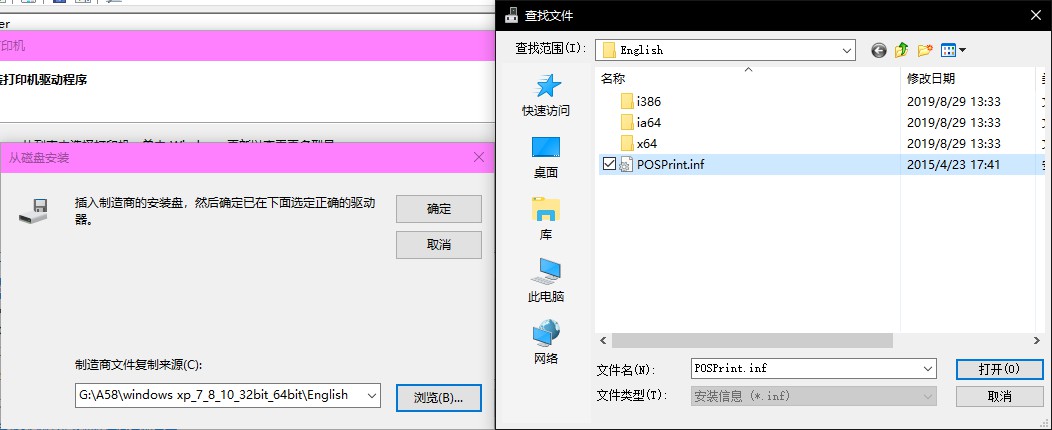 er
打印机
装打印机驱动程序
从磁盘安装
插入制造商的安装盘，然后确定已在下面选定正确的驱动
器。
确定
取消
制造商文件复制来源(C):
G:\A58\windows xp_7_8_10_32bit_64bit\English
浏览(B)...
查找文件
查找范围(I):
English
快速访问
桌面
库
此电脑
网络
名称
修改日期
i386
2019/8/29 13:33
ia64
2019/8/29 13:33
x64
2019/8/29 13:33
POSPrint.inf
2015/4/23 17:41
文件名(N):
POSPrint.inf
打开(O)
文件类型(T):
安装信息 (*.inf)
取消